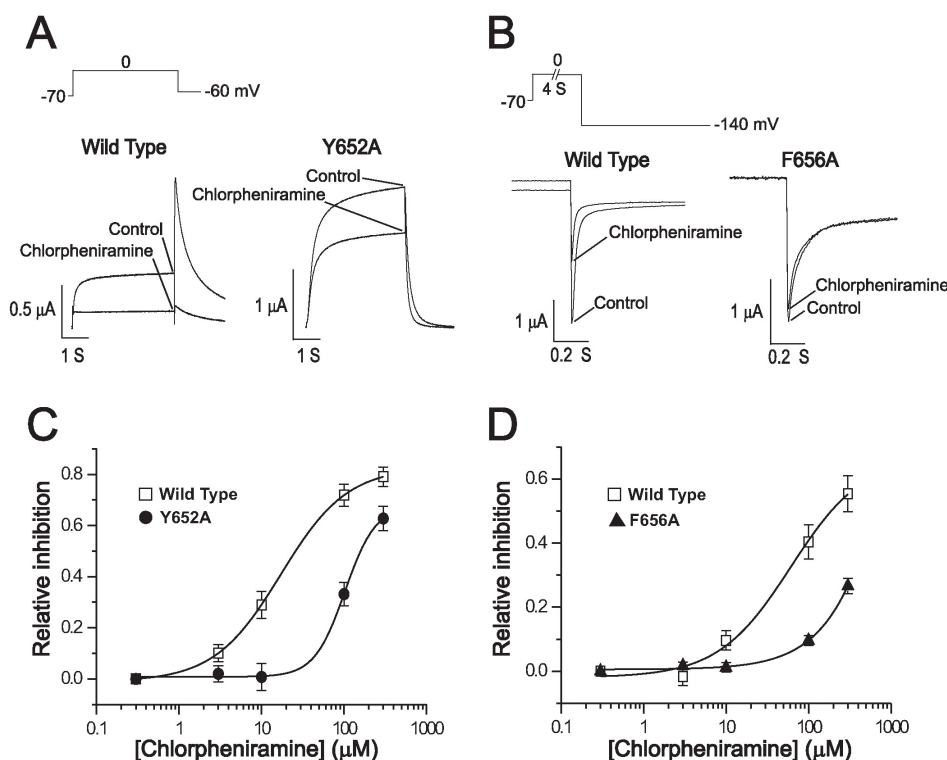 A
0
-70
-60 mV
Wild Type
Y652A
Control
Chlorpheniramine
Control
Chlorpheniramine
0.5 μA
1 S
1 μA
1 S
B
0
4 S
-70
-140 mV
Wild Type
F656A
Chlorpheniramine
Control
1 μA
0.2 S
Chlorpheniramine
Control
1 μA
0.2 S
C
Relative inhibition
0.8
0.6
0.4
0.2
0.0
Wild Type
Y652A
0.1
1
10
100
1000
[Chlorpheniramine] (μM)
D
Relative inhibition
0.6
0.4
0.2
0.0
Wild Type
F656A
0.1
1
10
100
1000
[Chlorpheniramine] (μM)